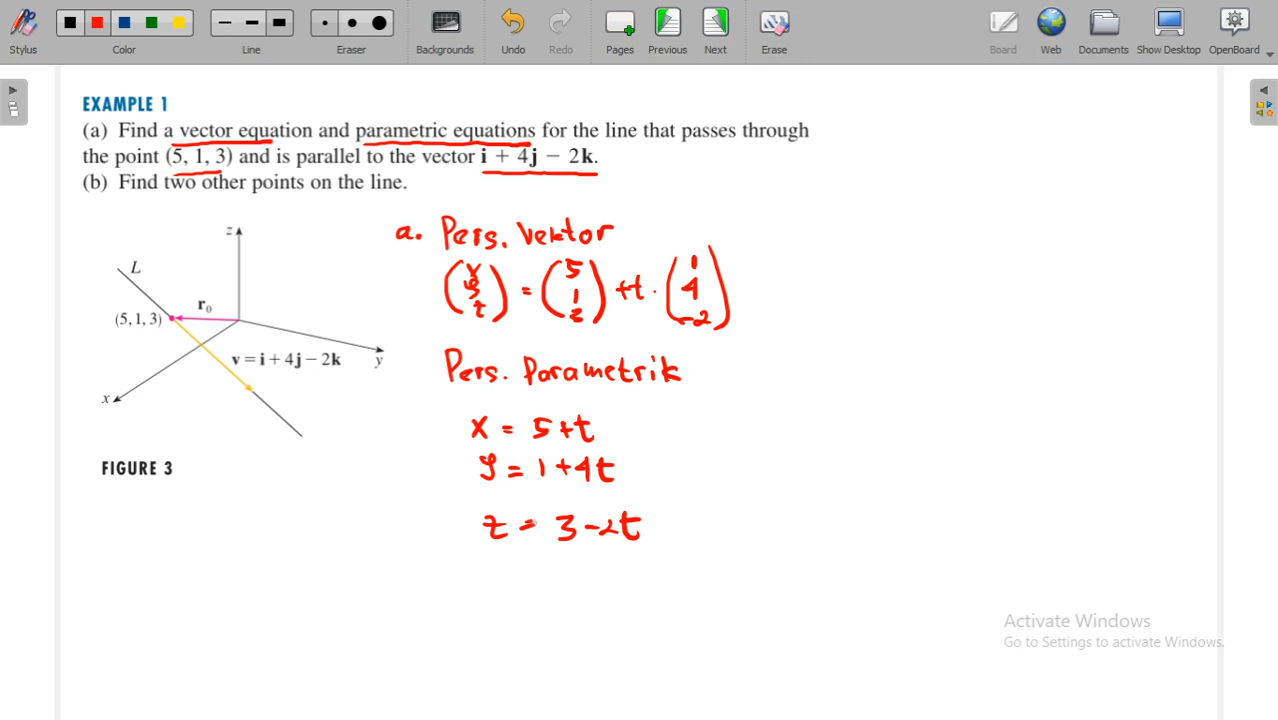 Stylus
Color
Line
Eraser
Backgrounds
Undo
Redo
Pages
Previous
Next
Erase
Board
Web
Documents
Show Desktop
OpenBoard
EXAMPLE 1
(a) Find a vector equation and parametric equations for the line that passes through
the point (5, 1, 3) and is parallel to the vector i + 4j − 2k.
(b) Find two other points on the line.
z
L
r₀
(5, 1, 3)
v = i + 4j − 2k
y
x
FIGURE 3
a. Pers. Vektor
(x y z) = (5 1 3) + t · (1 4 -2)
Pers. Parametrik
x = 5 + t
y = 1 + 4t
z = 3 - 2t
Activate Windows
Go to Settings to activate Windows.